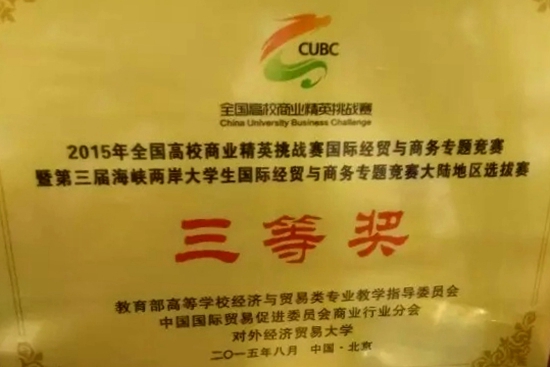 CUBC
全国高校商业精英挑战赛
China University Business Challenge
2015年全国高校商业精英挑战赛国际经贸与商务专题竞赛
暨第三届海峡两岸大学生国际经贸与商务专题竞赛大陆地区选拔赛
三等奖
教育部高等学校经济与贸易类专业教学指导委员会
中国国际贸易促进委员会商业行业分会
对外经济贸易大学
二〇一五年八月 中国·北京